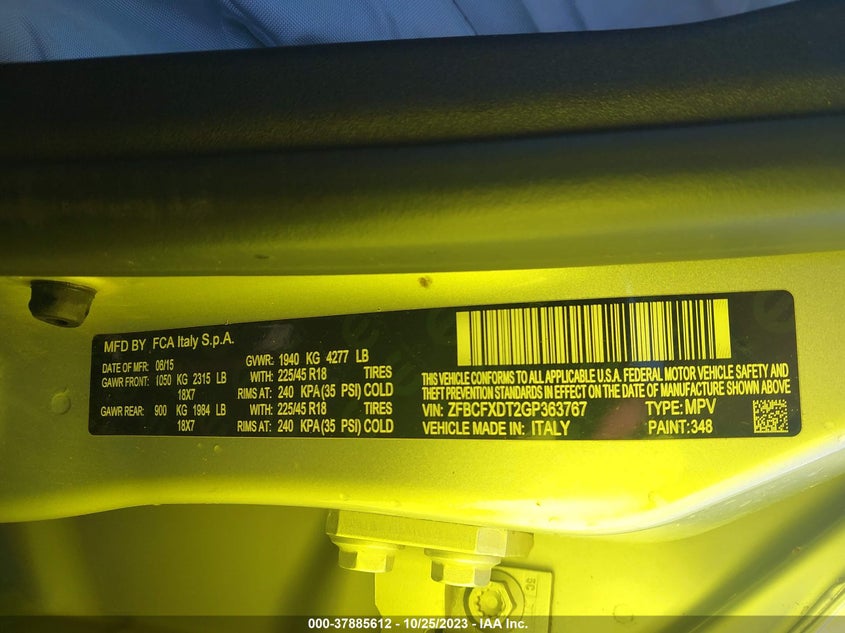 MFD BY FCA Italy S.p.A.
DATE OF MFR: 06/15
GAWR FRONT: 1050 KG 2315 LB
18X7
GAWR REAR: 900 KG 1984 LB
18X7
GVWR: 1940 KG 4277 LB
WITH: 225/45 R18 TIRES
RIMS AT: 240 KPA (35 PSI) COLD
WITH: 225/45 R18 TIRES
RIMS AT: 240 KPA (35 PSI) COLD
THIS VEHICLE CONFORMS TO ALL APPLICABLE U.S.A. FEDERAL MOTOR VEHICLE SAFETY AND
THEFT PREVENTION STANDARDS IN EFFECT ON THE DATE OF MANUFACTURE SHOWN ABOVE
VIN: ZFBCFXDT2GP363767 TYPE: MPV
VEHICLE MADE IN: ITALY PAINT: 348
000-37885612 - 10/25/2023 - IAA Inc.